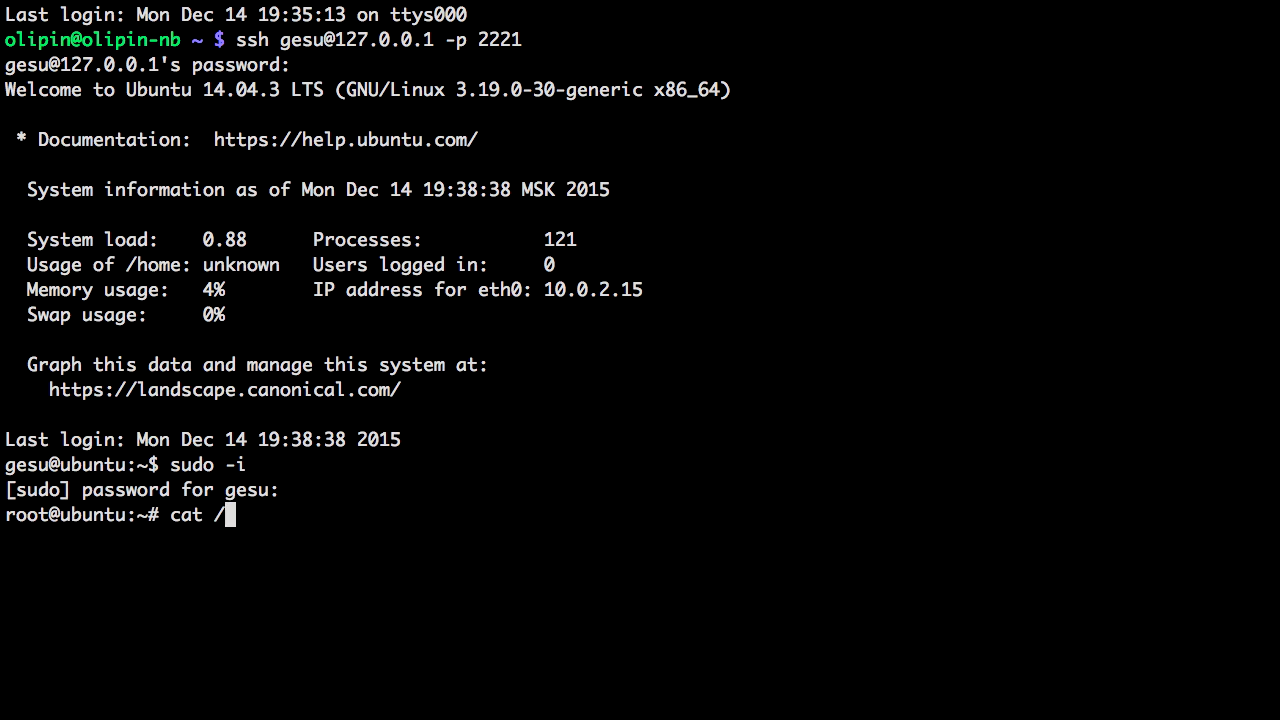 Last login: Mon Dec 14 19:35:13 on ttys000
olipin@olipin-nb ~ $ ssh gesu@127.0.0.1 -p 2221
gesu@127.0.0.1's password:
Welcome to Ubuntu 14.04.3 LTS (GNU/Linux 3.19.0-30-generic x86_64)
* Documentation:  https://help.ubuntu.com/
System information as of Mon Dec 14 19:38:38 MSK 2015
System load:    0.88      Processes:           121
Usage of /home: unknown   Users logged in:     0
Memory usage:   4%        IP address for eth0: 10.0.2.15
Swap usage:     0%
Graph this data and manage this system at:
https://landscape.canonical.com/
Last login: Mon Dec 14 19:38:38 2015
gesu@ubuntu:~$ sudo -i
[sudo] password for gesu:
root@ubuntu:~# cat /